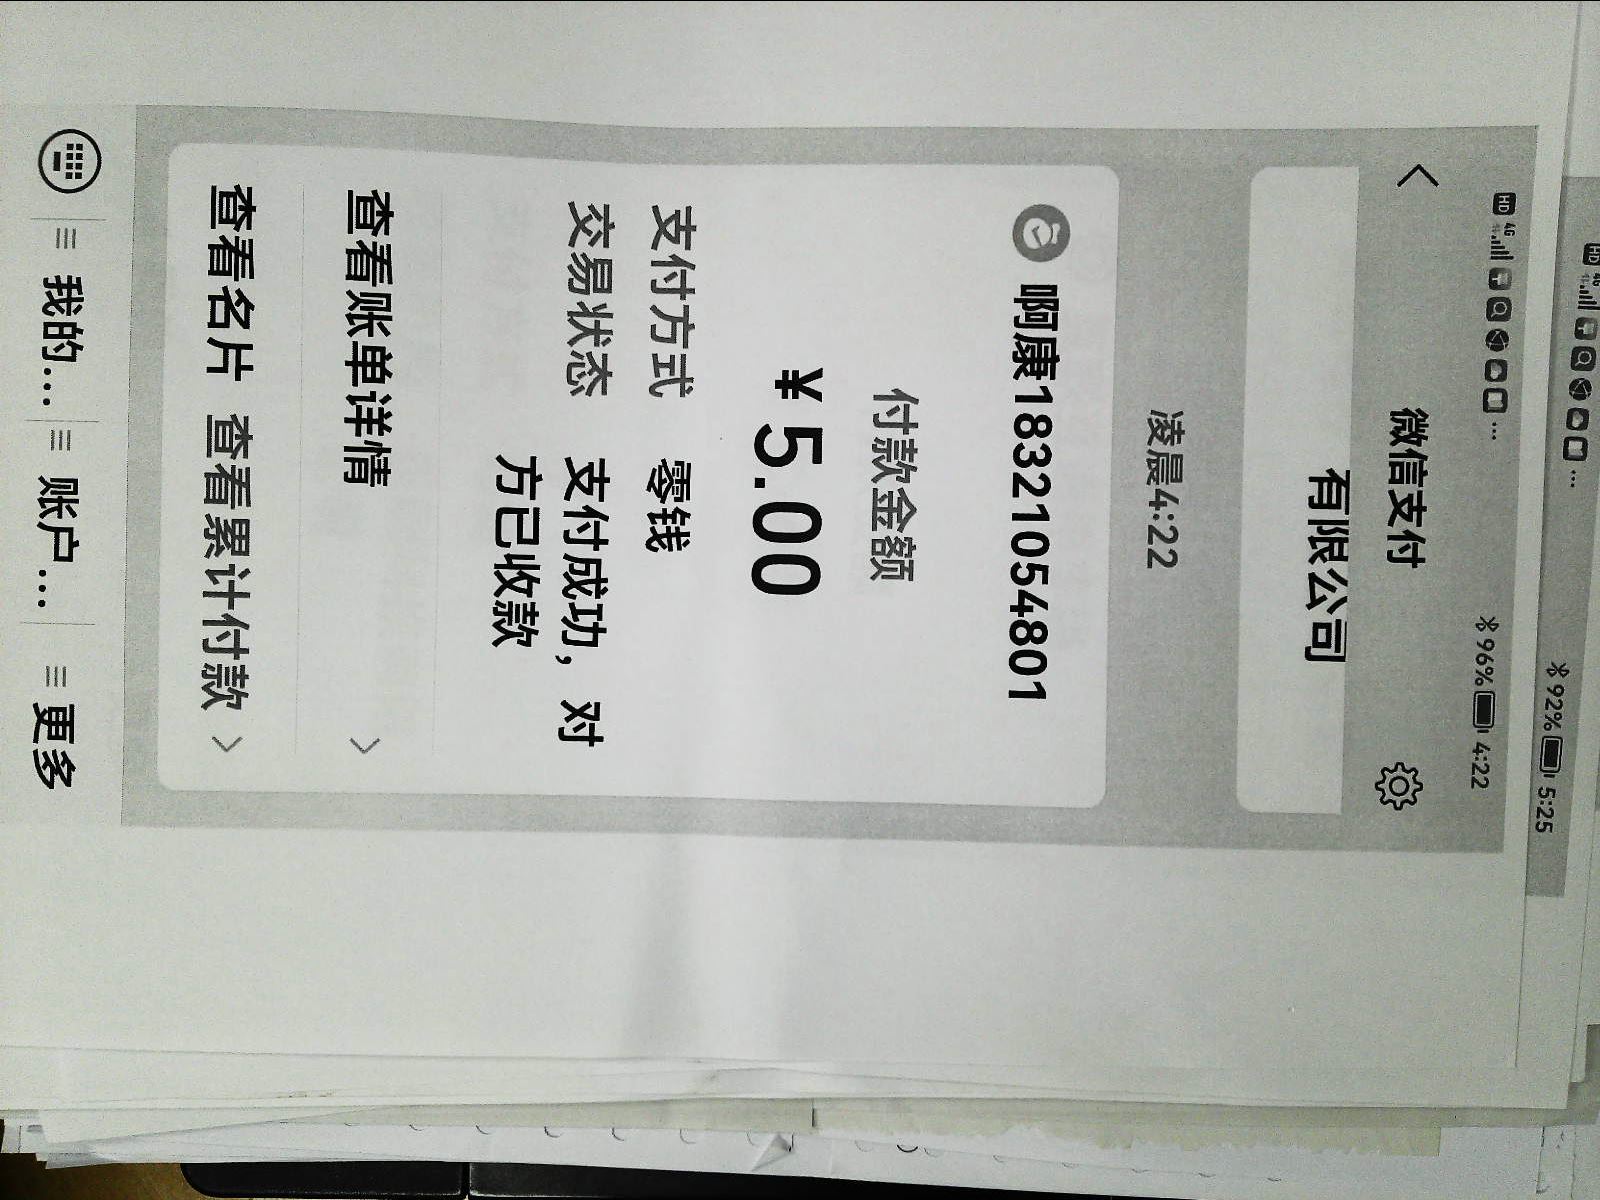 92% 5:25
HD 4G ... 96% 4:22
微信支付
有限公司
凌晨4:22
啊康18321054801
付款金额
¥5.00
支付方式 零钱
交易状态 支付成功，对
方已收款
查看账单详情
查看名片 查看累计付款
我的... 账户... 更多